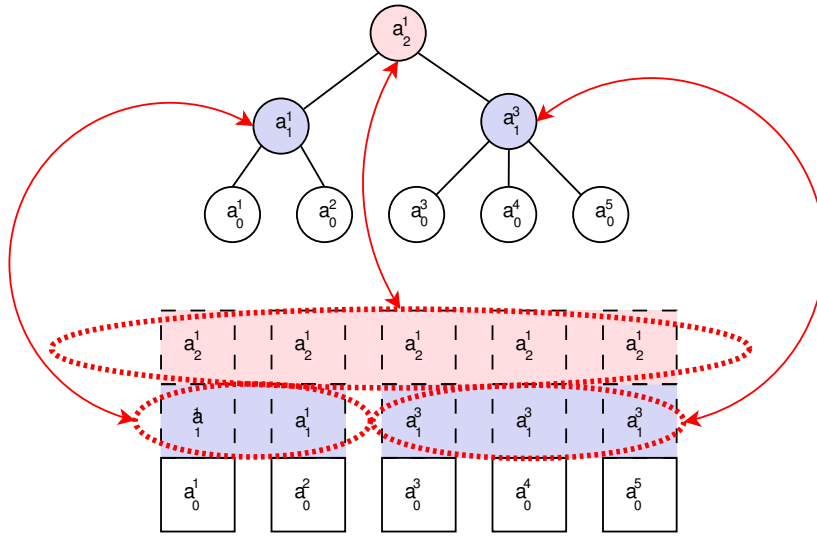 a₂¹
a₁¹ a₁³
a₀¹ a₀² a₀³ a₀⁴ a₀⁵
a₂¹ a₂¹ a₂¹ a₂¹ a₂¹
a₁¹ a₁¹ a₁³ a₁³ a₁³
a₀¹ a₀² a₀³ a₀⁴ a₀⁵